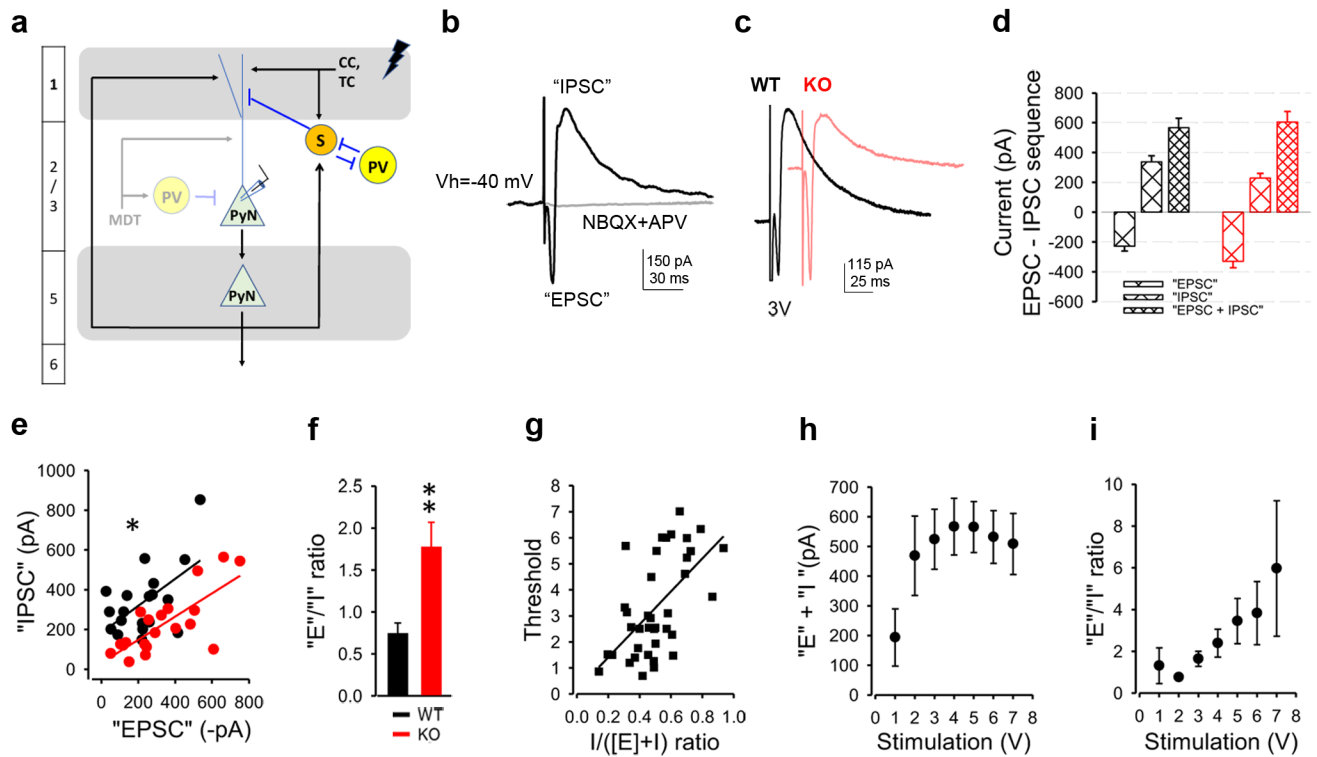 a
1
2
/
3
5
6
CC,
TC
S
PV
PV
MDT
PyN
PyN
b
"IPSC"
Vh=-40 mV
NBQX+APV
"EPSC"
150 pA
30 ms
c
WT KO
3V
115 pA
25 ms
d
Current (pA)
EPSC - IPSC sequence
800
600
400
200
0
-200
-400
-600
"EPSC"
"IPSC"
"EPSC + IPSC"
e
"IPSC" (pA)
1000
800
600
400
200
0
*
0 200 400 600 800
"EPSC" (-pA)
f
"E"/"I" ratio
2.5
2.0
1.5
1.0
0.5
0.0
*
*
WT
KO
g
Threshold
8
7
6
5
4
3
2
1
0
0.0 0.2 0.4 0.6 0.8 1.0
I/([E]+I) ratio
h
"E" + "I "(pA)
700
600
500
400
300
200
100
0
0 1 2 3 4 5 6 7 8
Stimulation (V)
i
"E"/"I" ratio
10
8
6
4
2
0
0 1 2 3 4 5 6 7 8
Stimulation (V)